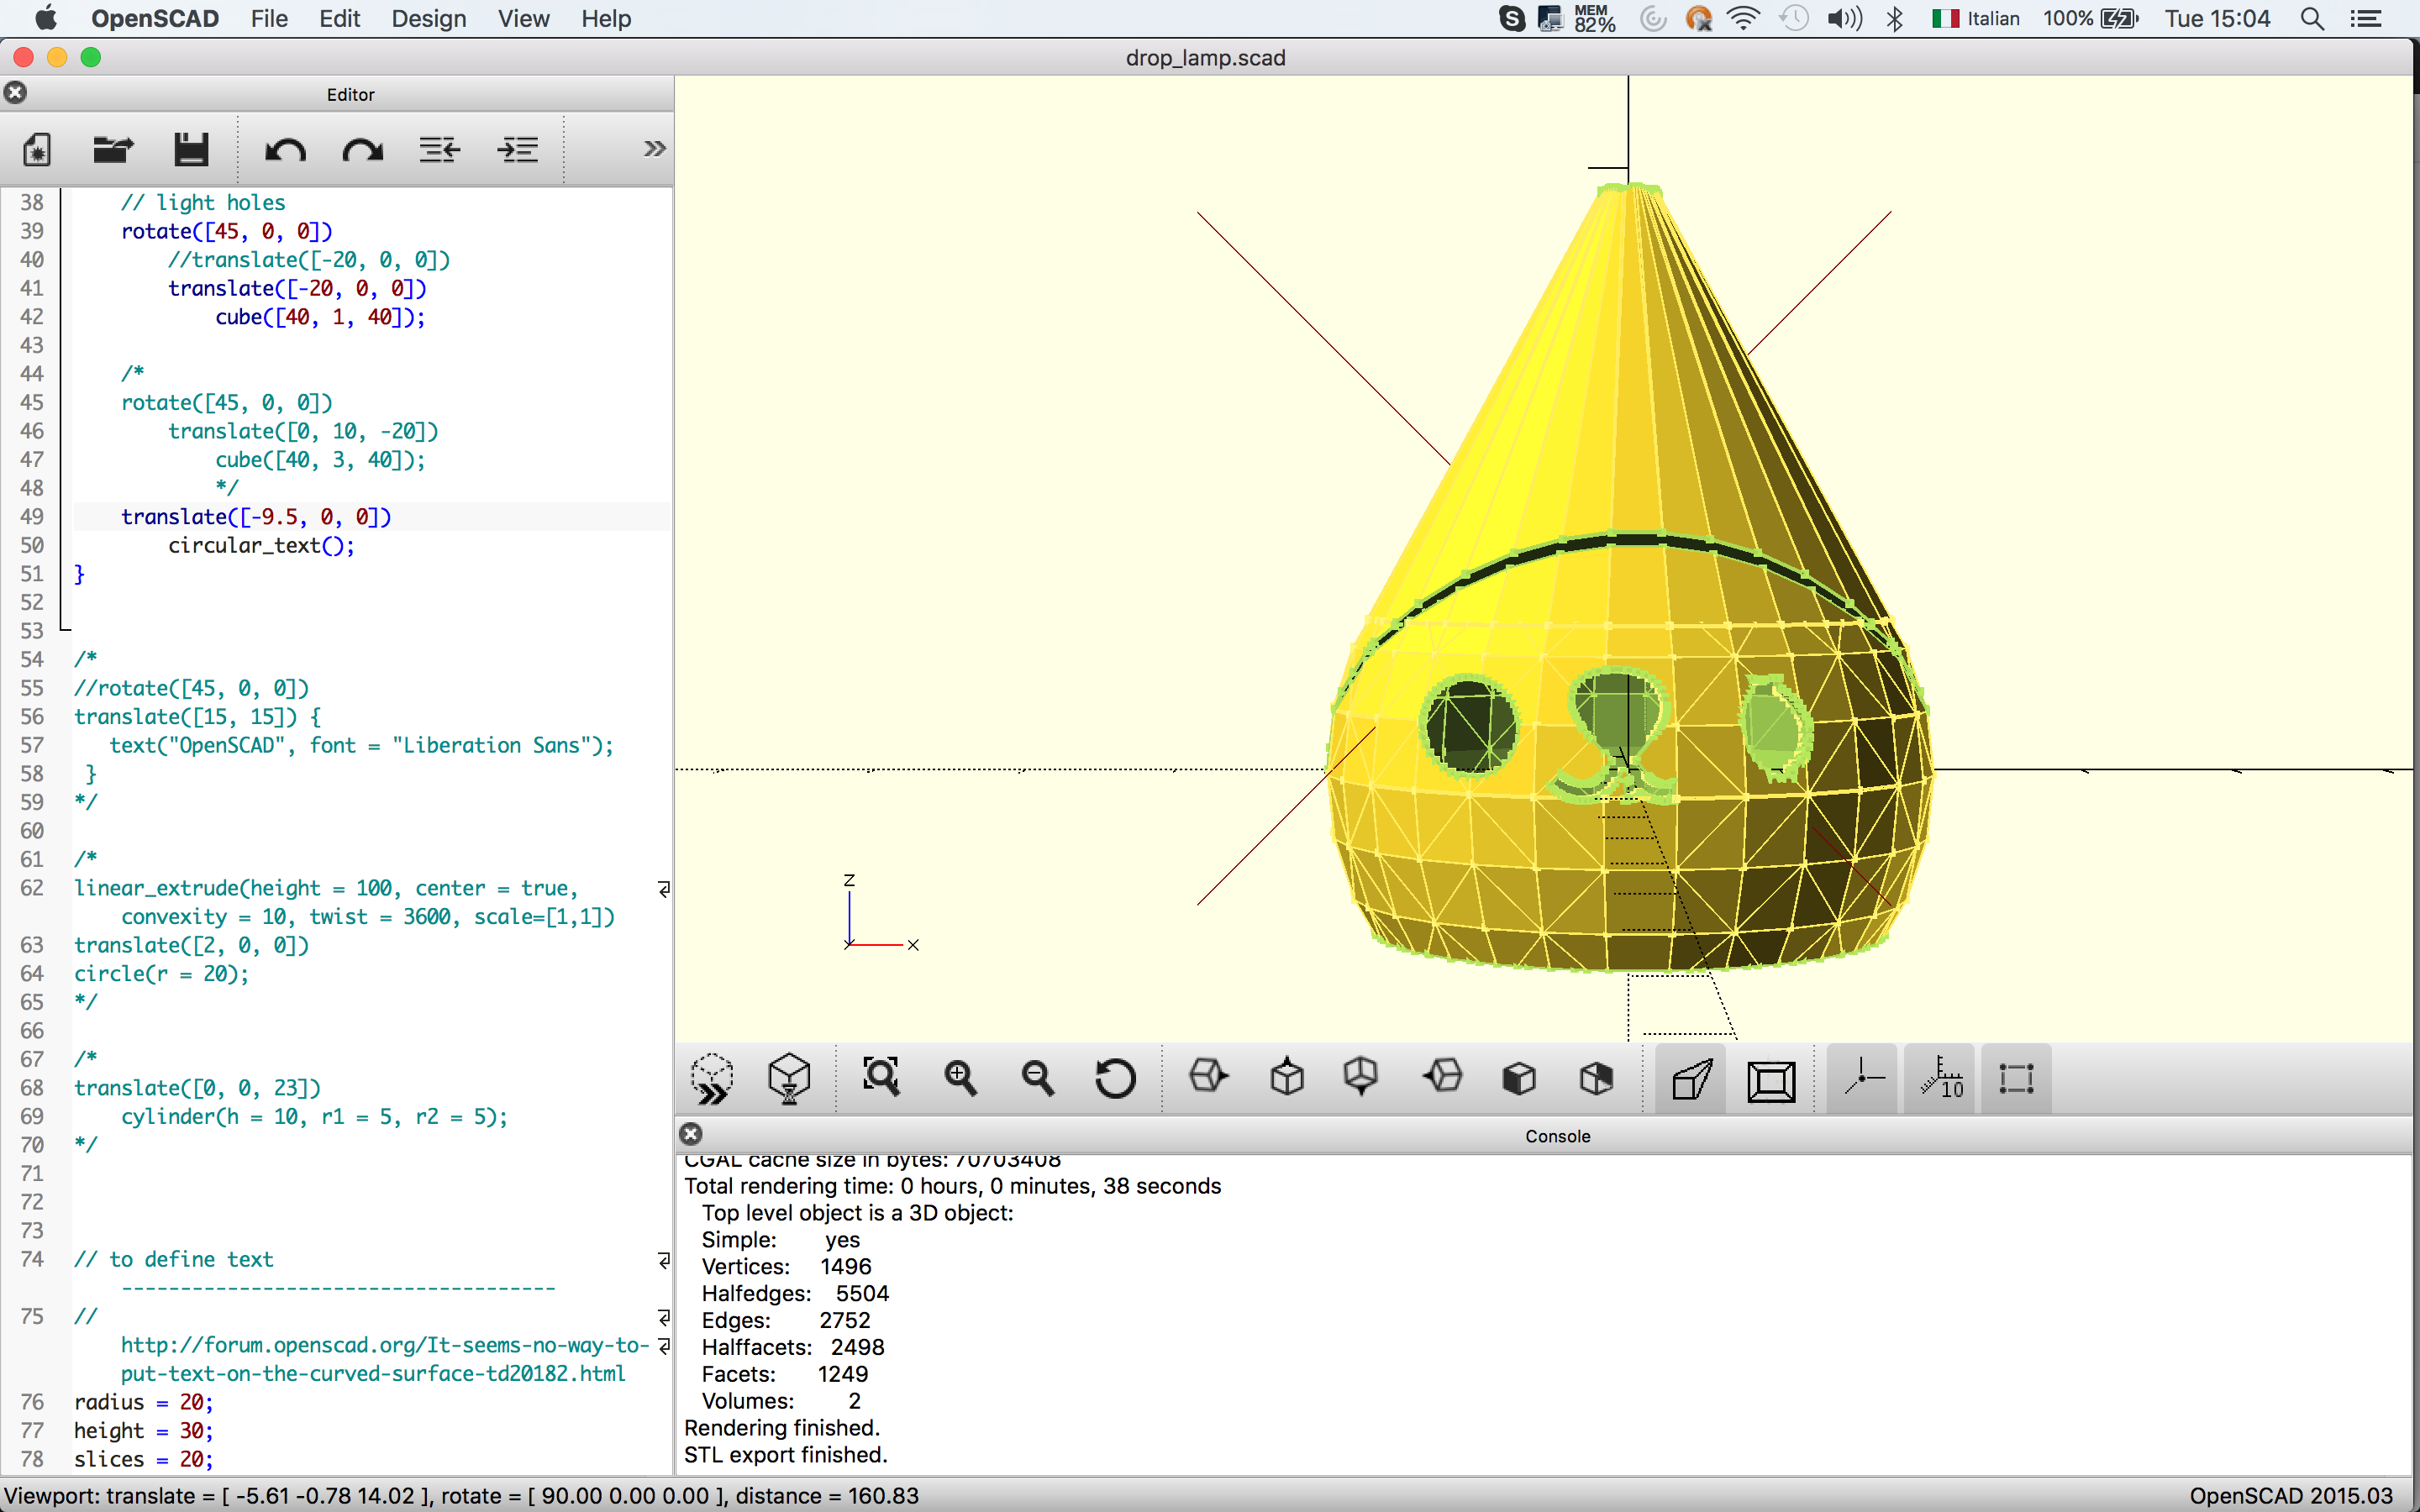 OpenSCAD File Edit Design View Help
S MEM 82% Italian 100% Tue 15:04
drop_lamp.scad
Editor
38 // light holes
39 rotate([45, 0, 0])
40 //translate([-20, 0, 0])
41 translate([-20, 0, 0])
42 cube([40, 1, 40]);
43
44 /*
45 rotate([45, 0, 0])
46 translate([0, 10, -20])
47 cube([40, 3, 40]);
48 */
49 translate([-9.5, 0, 0])
50 circular_text();
51 }
52
53
54 /*
55 //rotate([45, 0, 0])
56 translate([15, 15]) {
57 text("OpenSCAD", font = "Liberation Sans");
58 }
59 */
60
61 /*
62 linear_extrude(height = 100, center = true,
convexity = 10, twist = 3600, scale=[1,1])
63 translate([2, 0, 0])
64 circle(r = 20);
65 */
66
67 /*
68 translate([0, 0, 23])
69 cylinder(h = 10, r1 = 5, r2 = 5);
70 */
71
72
73
74 // to define text
-------------------------------------
75 //
http://forum.openscad.org/It-seems-no-way-to-
put-text-on-the-curved-surface-td20182.html
76 radius = 20;
77 height = 30;
78 slices = 20;
Z
X
10
Console
CGAL cache size in bytes: 70703408
Total rendering time: 0 hours, 0 minutes, 38 seconds
Top level object is a 3D object:
Simple: yes
Vertices: 1496
Halfedges: 5504
Edges: 2752
Halffacets: 2498
Facets: 1249
Volumes: 2
Rendering finished.
STL export finished.
Viewport: translate = [ -5.61 -0.78 14.02 ], rotate = [ 90.00 0.00 0.00 ], distance = 160.83
OpenSCAD 2015.03